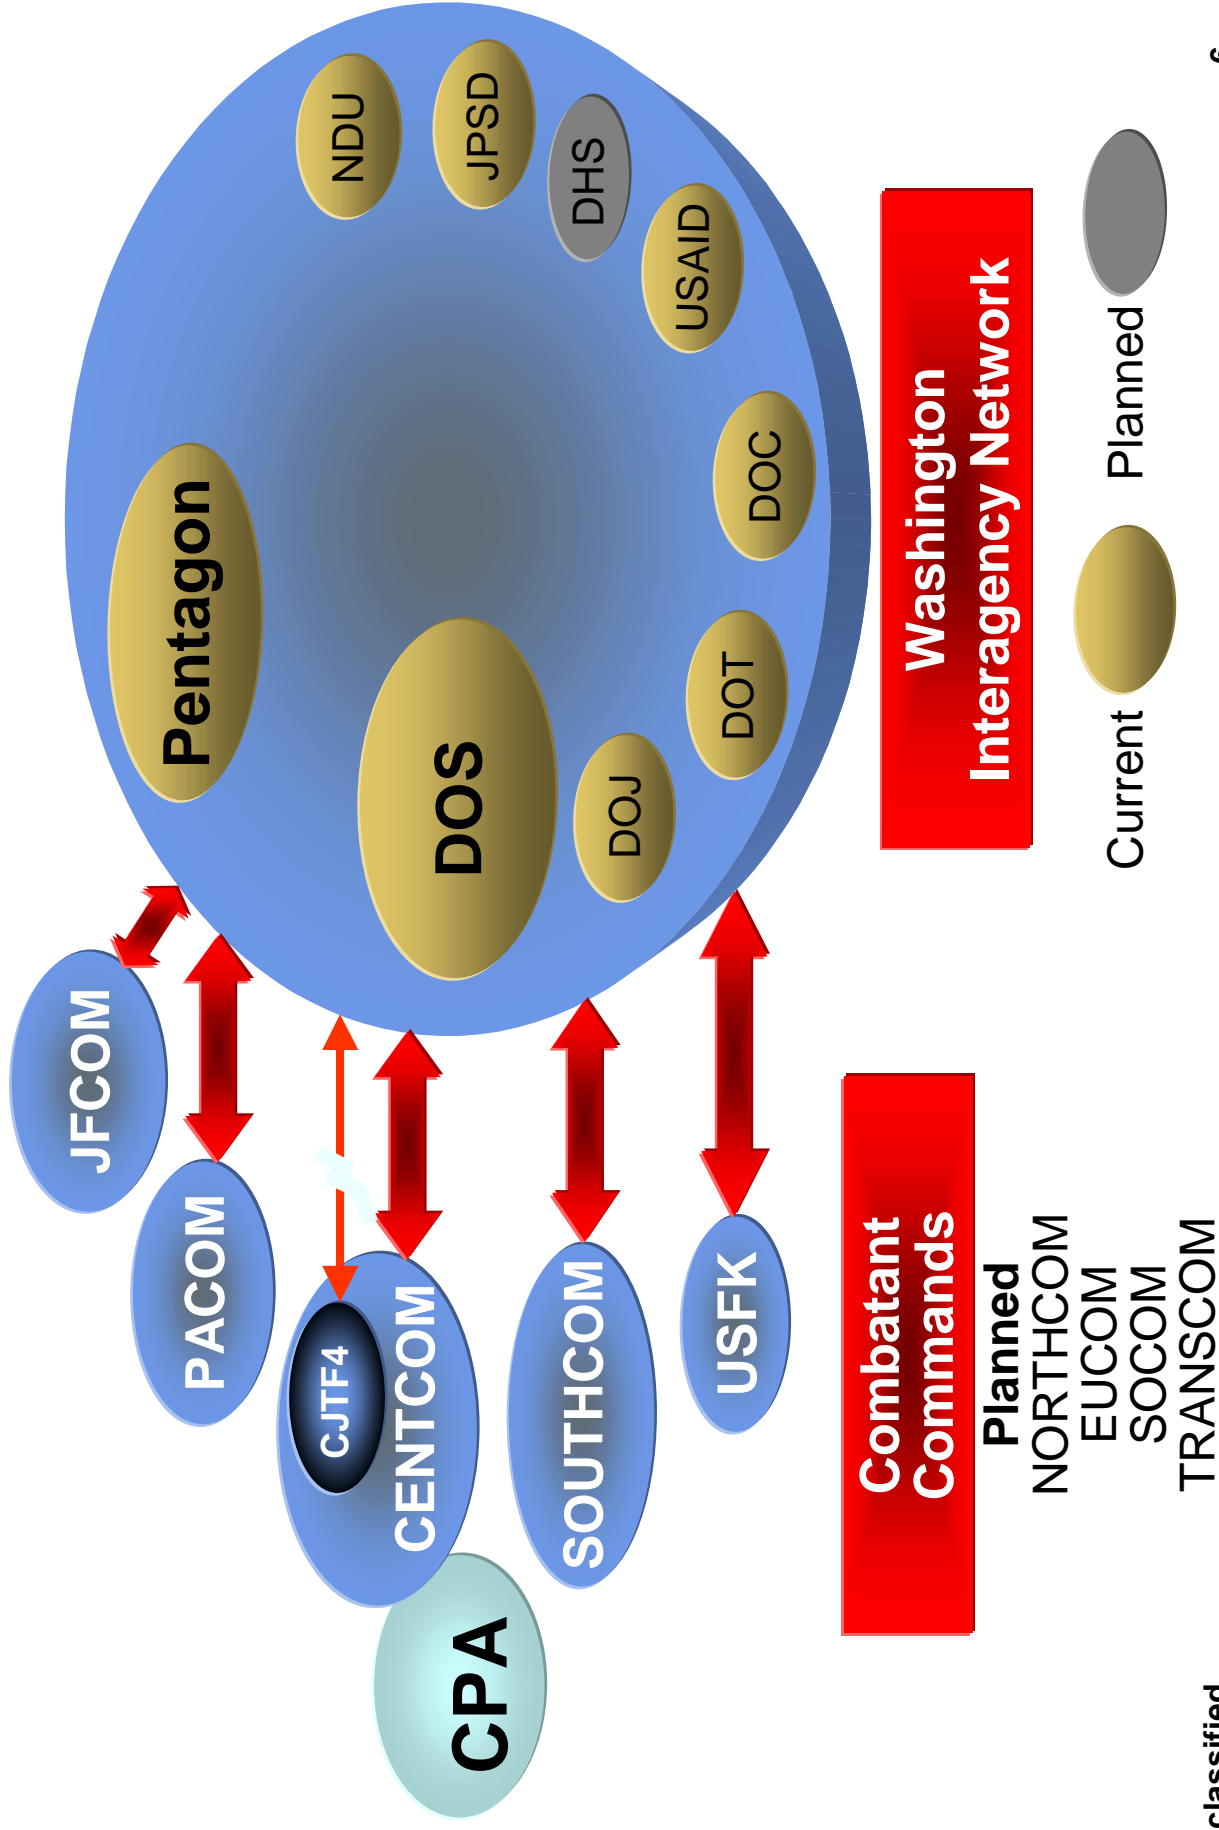 JFCOM
Pentagon
PACOM
NDU
CJTF4
CENTCOM
DOS
JPSD
CPA
SOUTHCOM
DHS
DOJ
USAID
USFK
DOT
DOC
Combatant
Commands
Washington
Interagency Network
Planned
NORTHCOM
EUCOM
SOCOM
TRANSCOM
Current
Planned
classified